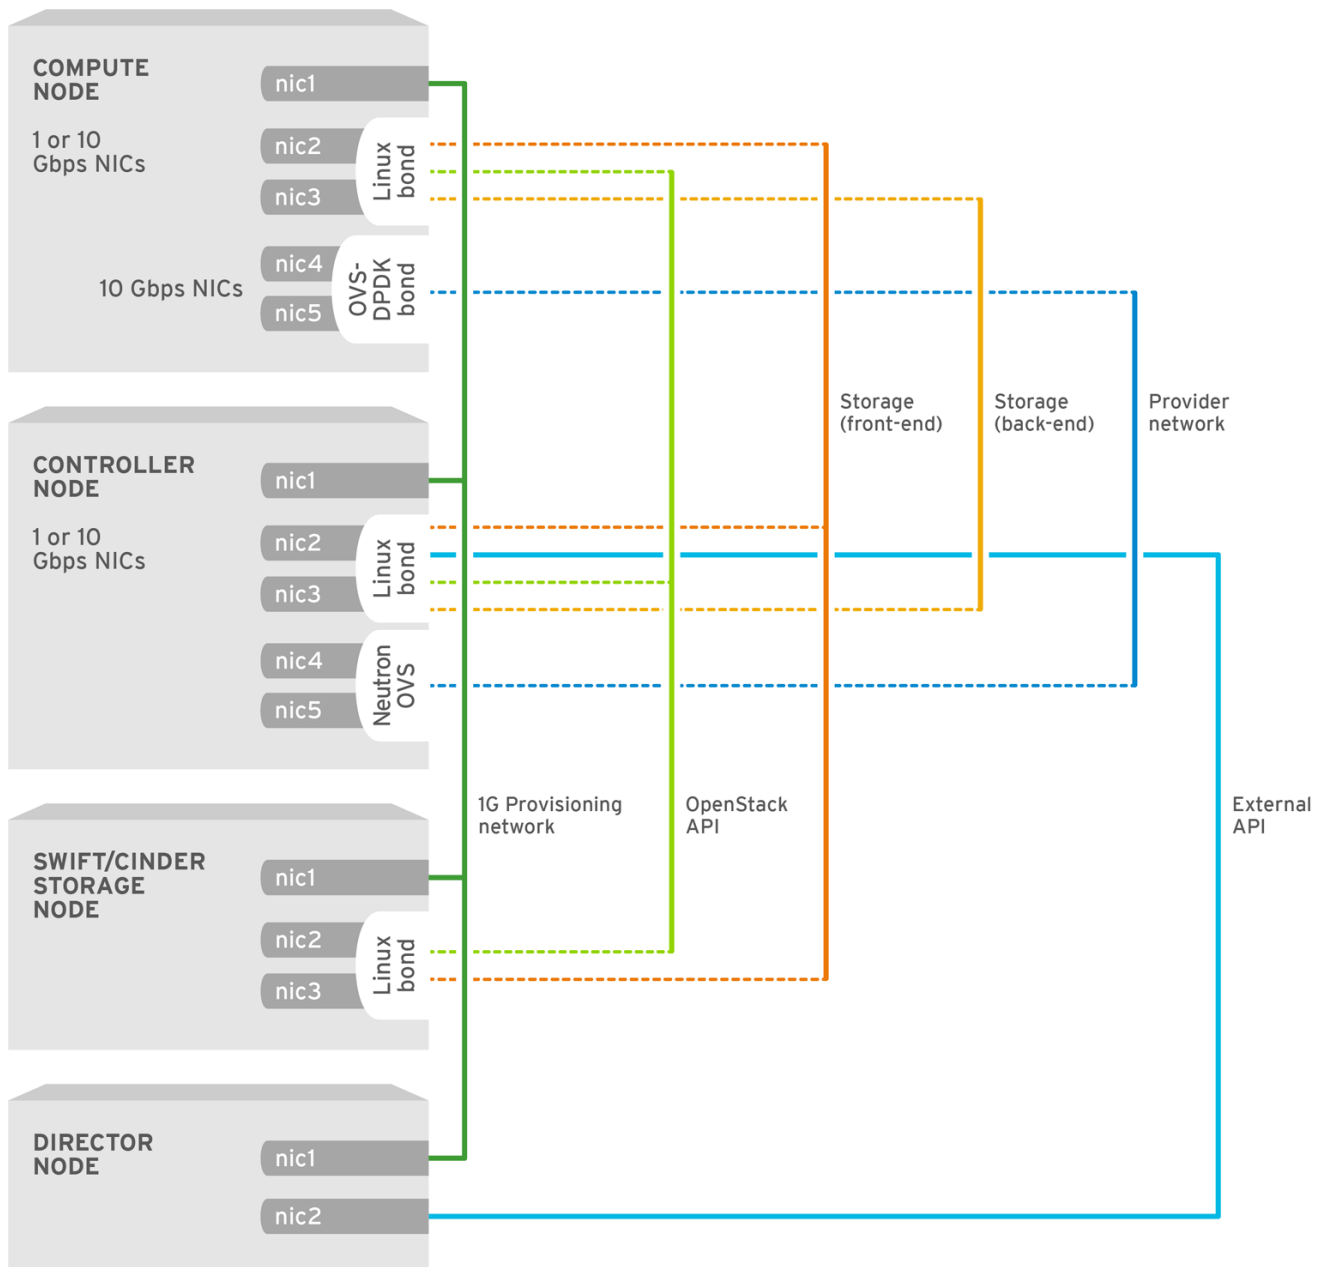 COMPUTE
NODE
1 or 10
Gbps NICs
nic1
nic2
nic3
Linux
bond
10 Gbps NICs
nic4
nic5
OVS-
DPDK
bond
Storage
(front-end)
Storage
(back-end)
Provider
network
CONTROLLER
NODE
1 or 10
Gbps NICs
nic1
nic2
nic3
Linux
bond
nic4
nic5
Neutron
OVS
1G Provisioning
network
OpenStack
API
External
API
SWIFT/CINDER
STORAGE
NODE
nic1
nic2
nic3
Linux
bond
DIRECTOR
NODE
nic1
nic2